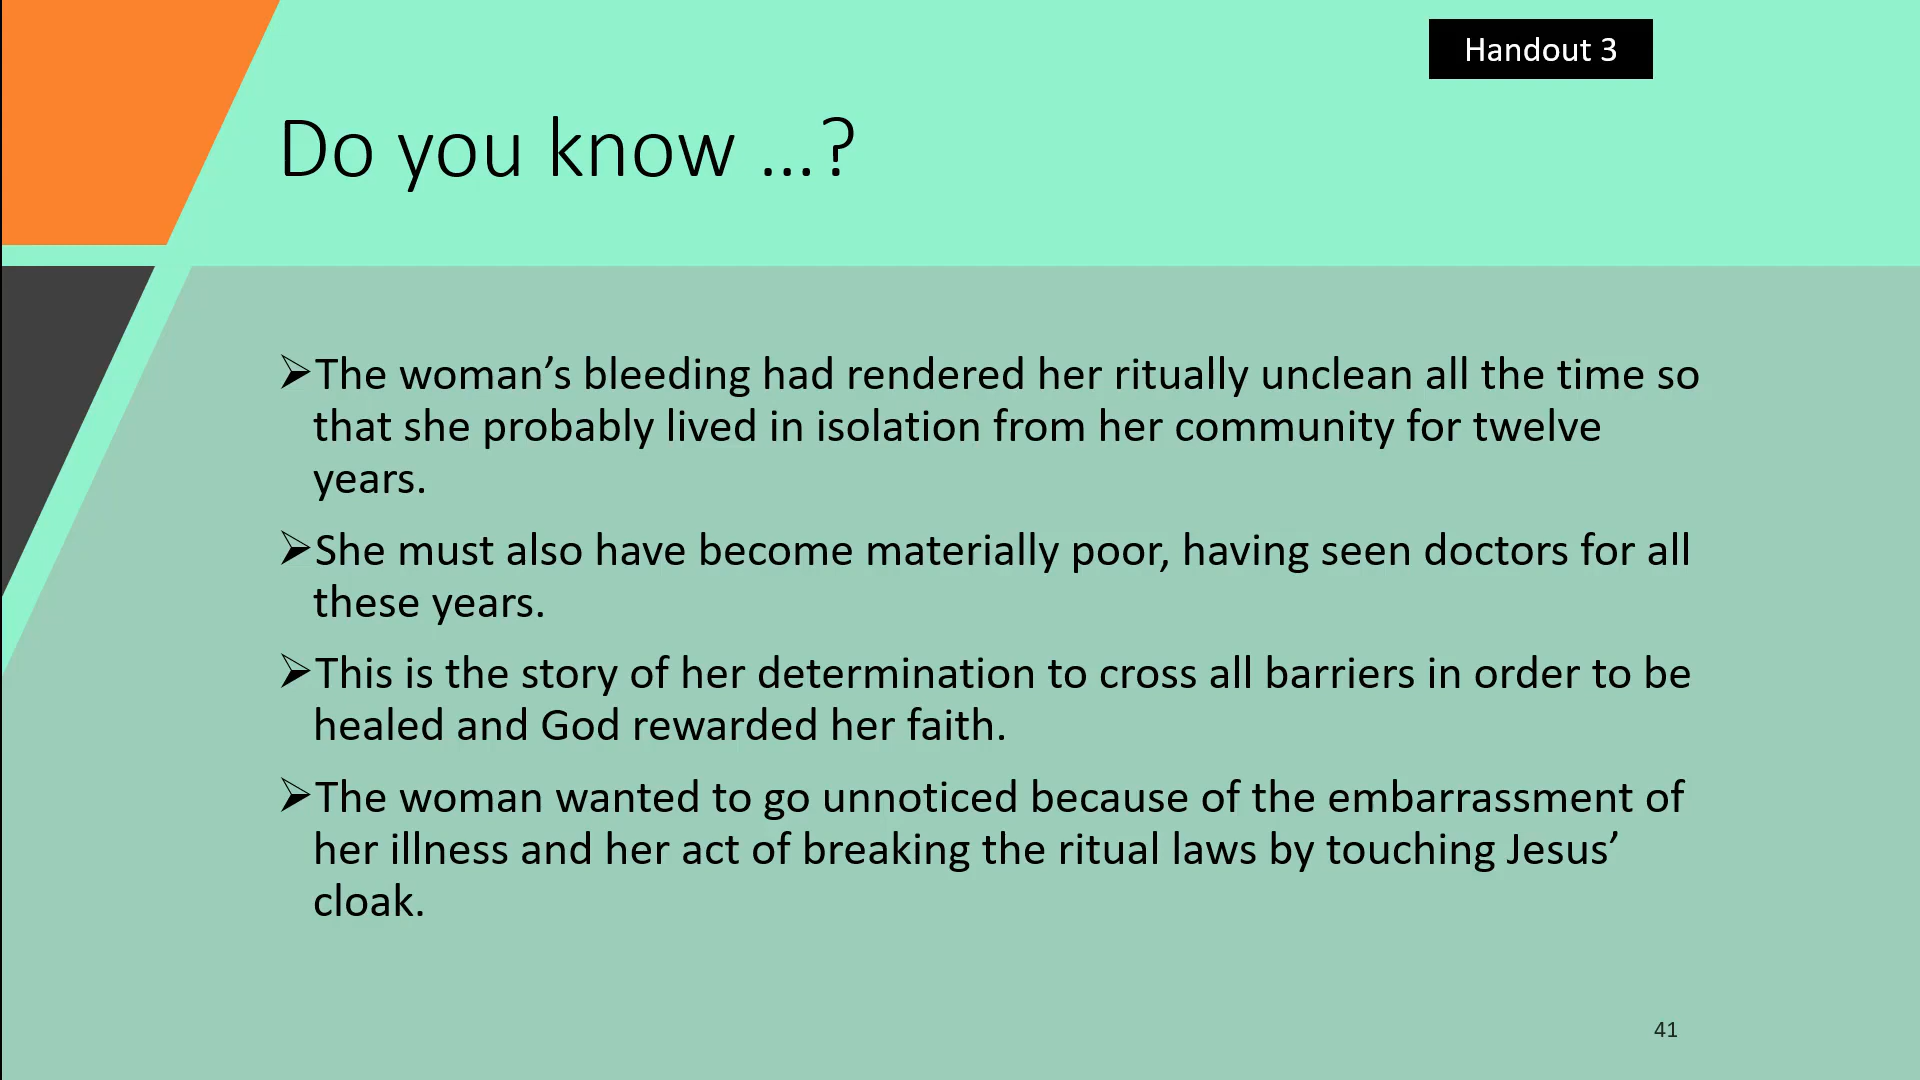 Handout 3
Do you know ...?
➢The woman’s bleeding had rendered her ritually unclean all the time so
that she probably lived in isolation from her community for twelve
years.
➢She must also have become materially poor, having seen doctors for all
these years.
➢This is the story of her determination to cross all barriers in order to be
healed and God rewarded her faith.
➢The woman wanted to go unnoticed because of the embarrassment of
her illness and her act of breaking the ritual laws by touching Jesus’
cloak.
41